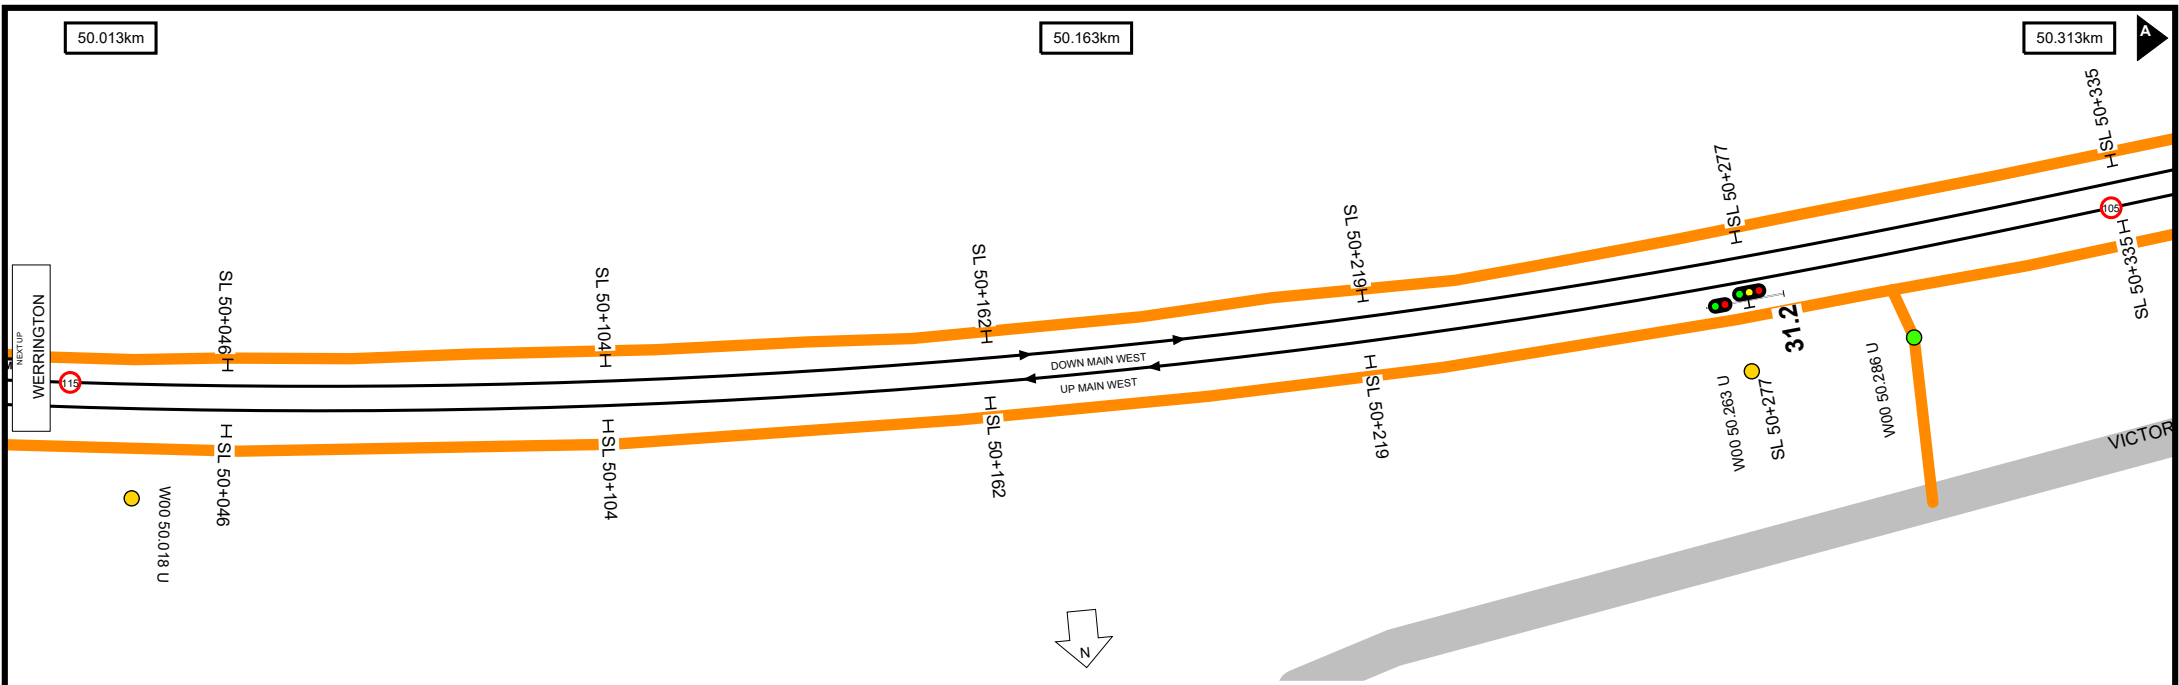 50.013km
50.163km
50.313km
A
SL 50+046
SL 50+104
SL 50+162
SL 50+219
SL 50+277
SL 50+335
NEXT UP
WERRINGTON
115
DOWN MAIN WEST
UP MAIN WEST
105
31.2
SL 50+046
SL 50+104
SL 50+162
SL 50+219
SL 50+277
SL 50+335
W00 50.018 U
W00 50.263 U
W00 50.286 U
VICTOR
N